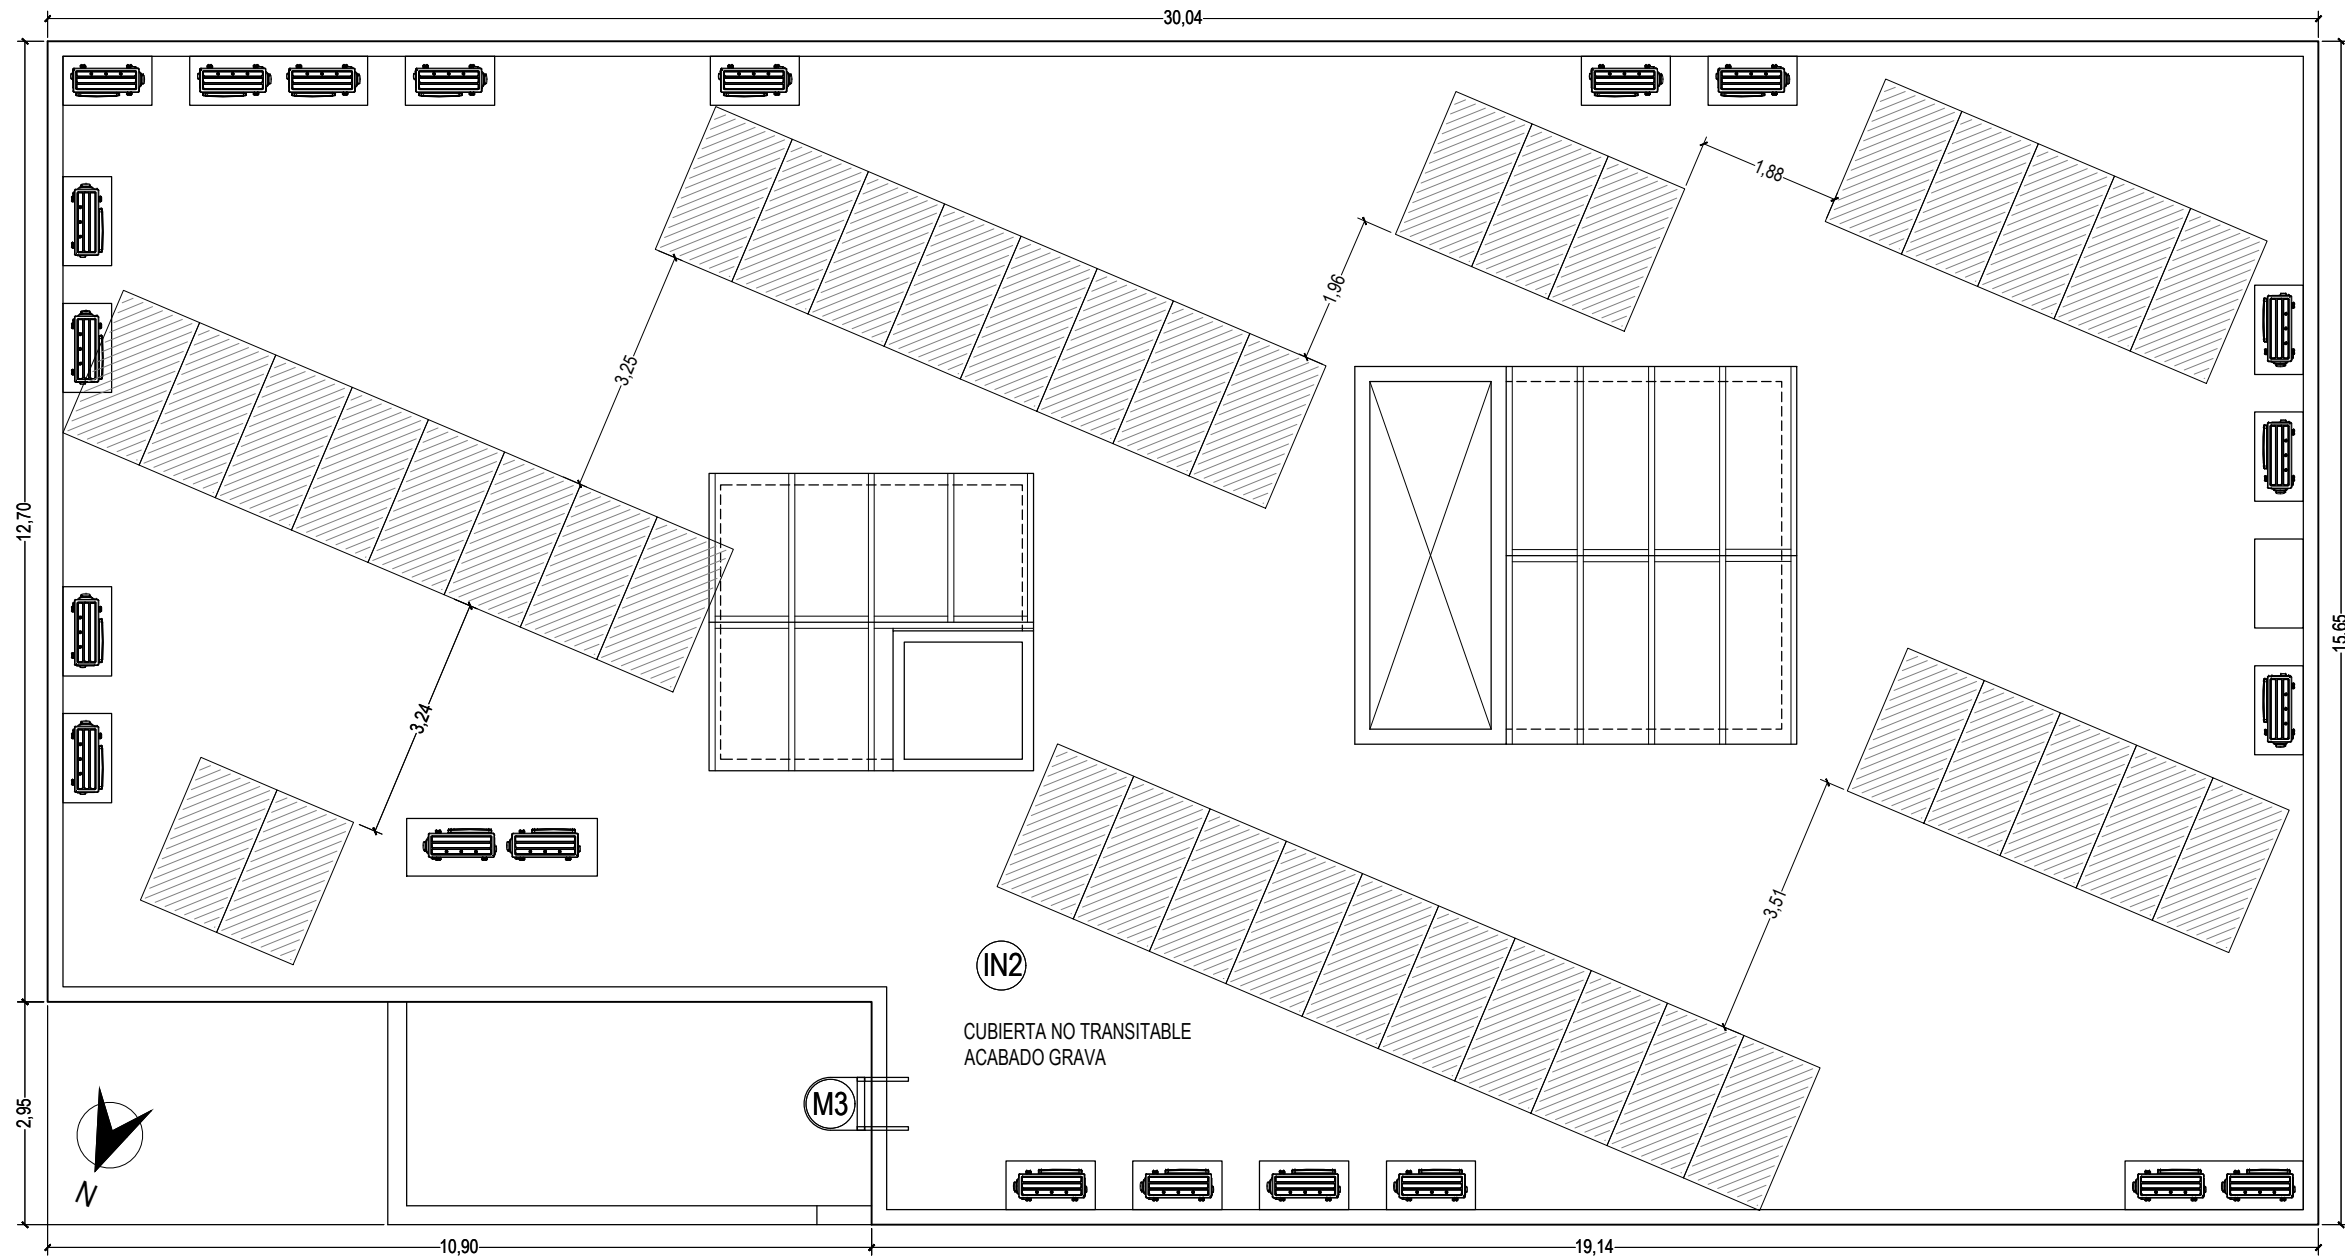 30,04
1,88
1,96
3,25
12,70
15,65
3,24
3,51
IN2
CUBIERTA NO TRANSITABLE
ACABADO GRAVA
M3
2,95
N
10,90
19,14